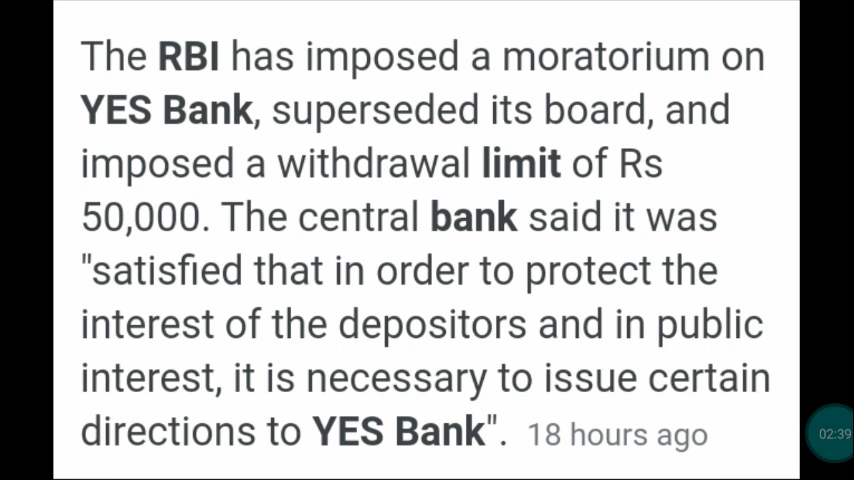 The RBI has imposed a moratorium on
YES Bank, superseded its board, and
imposed a withdrawal limit of Rs
50,000. The central bank said it was
"satisfied that in order to protect the
interest of the depositors and in public
interest, it is necessary to issue certain
directions to YES Bank". 18 hours ago
02:39